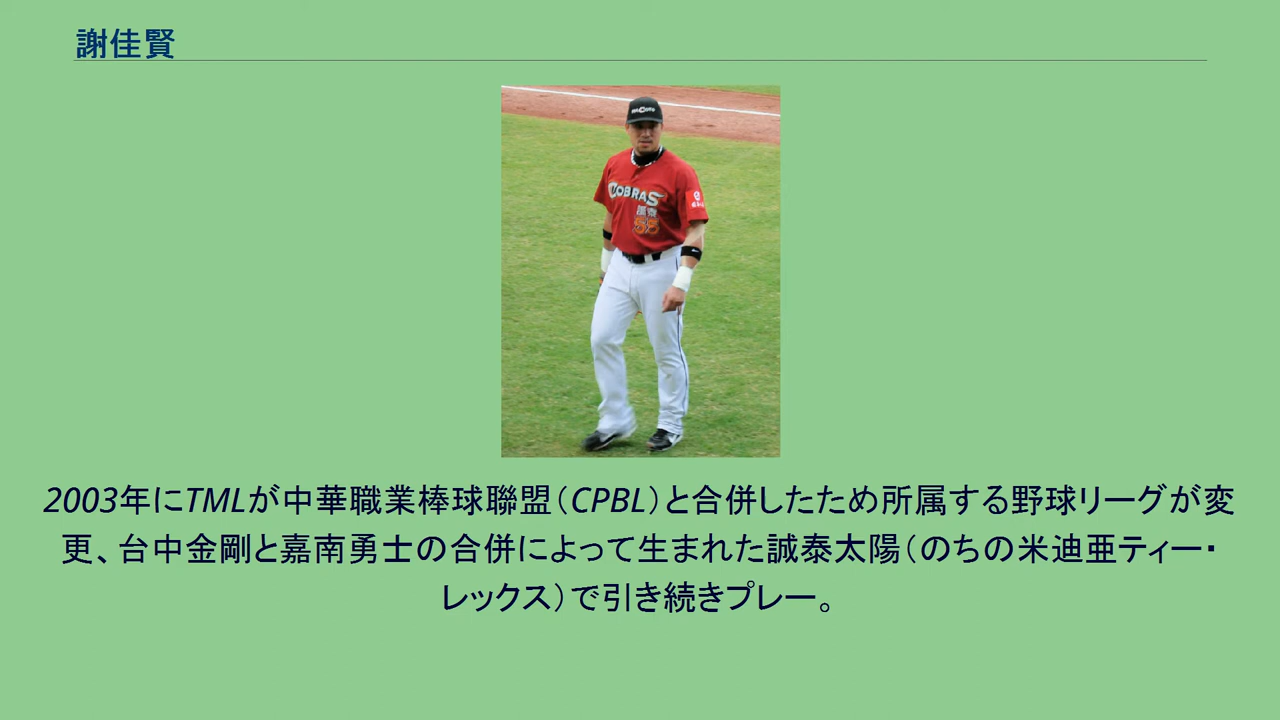 謝佳賢
COBRAS
誠泰
55
2003年にTMLが中華職業棒球聯盟（CPBL）と合併したため所属する野球リーグが変
更、台中金剛と嘉南勇士の合併によって生まれた誠泰太陽（のちの米迪亜ティー・
レックス）で引き続きプレー。